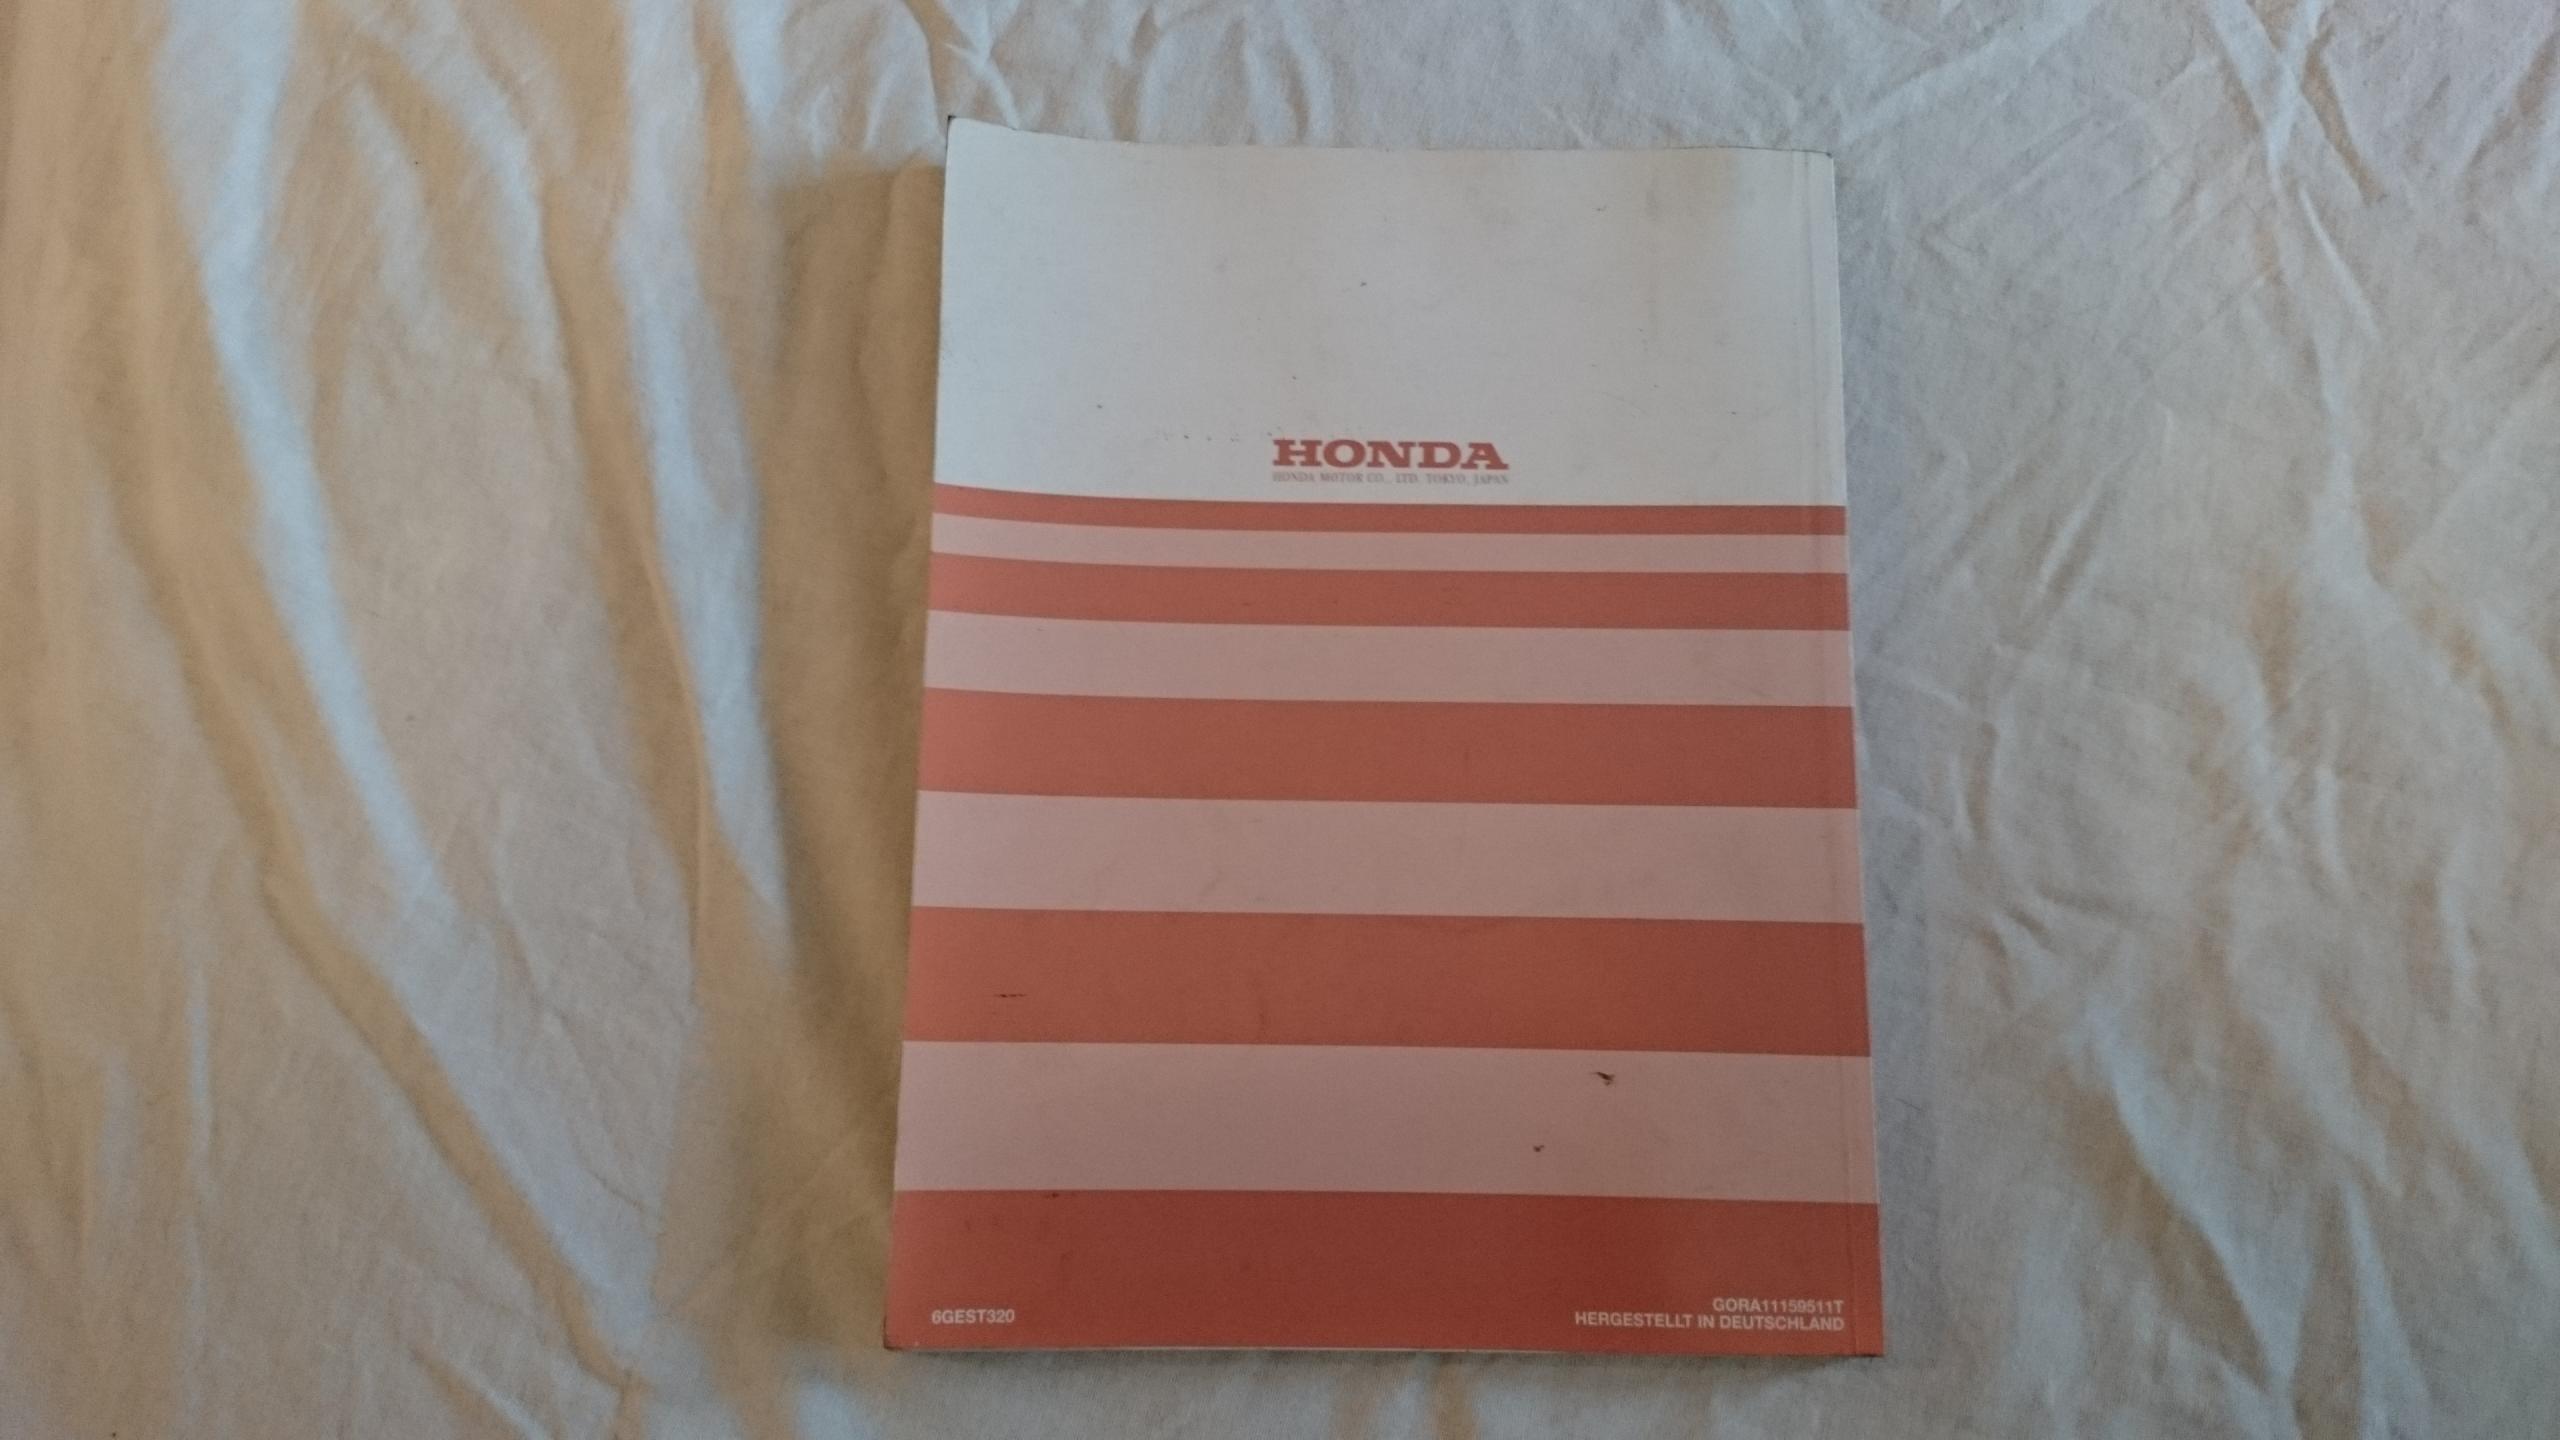 HONDA
HONDA MOTOR CO., LTD. TOKYO, JAPAN
6GEST320
GORA11159511T
HERGESTELLT IN DEUTSCHLAND